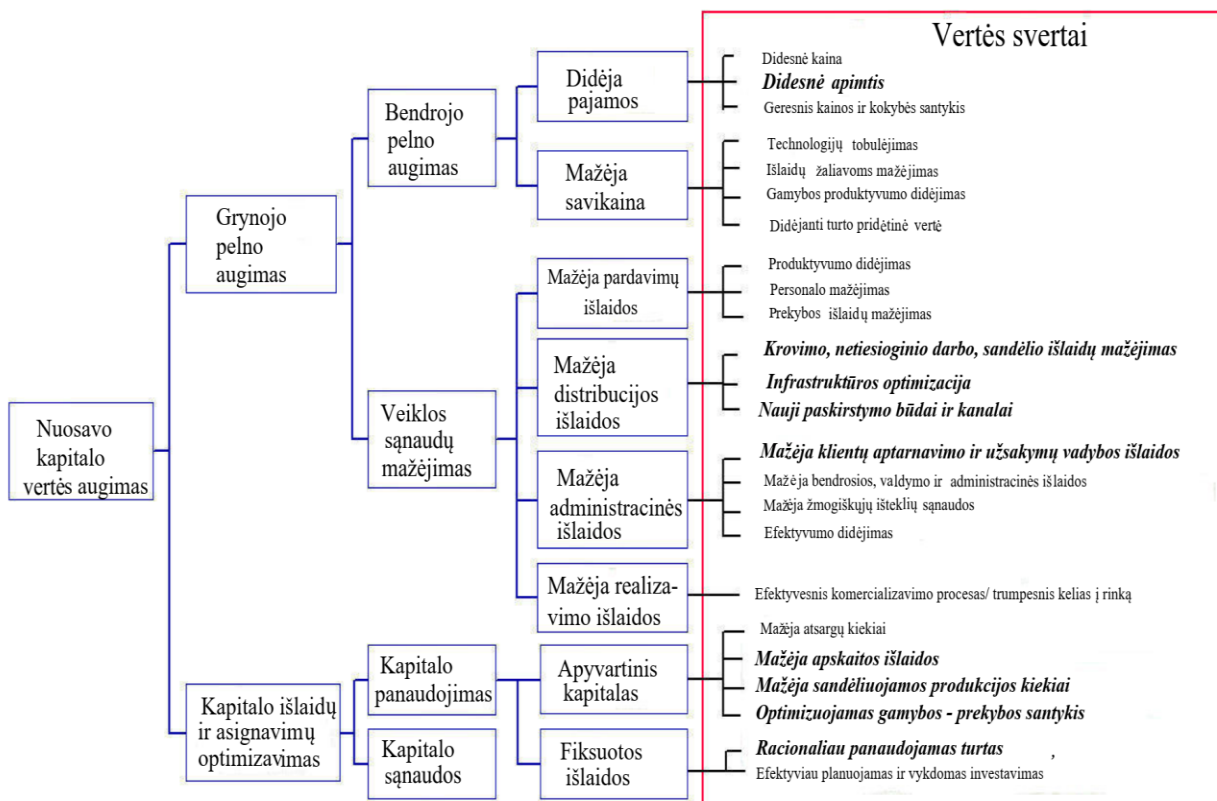 Vertės svertai
Nuosavo
kapitalo
vertės augimas
Grynojo
pelno
augimas
Kapitalo išlaidų
ir asignavimų
optimizavimas
Bendrojo
pelno
augimas
Veiklos
sąnaudų
mažėjimas
Kapitalo
panaudojimas
Kapitalo
sąnaudos
Didėja
pajamos
Didesnė kaina
Didesnė apimtis
Geresnis kainos ir kokybės santykis
Mažėja
savikaina
Technologijų tobulėjimas
Išlaidų žaliavoms mažėjimas
Gamybos produktyvumo didėjimas
Didėjanti turto pridėtinė vertė
Mažėja pardavimų
išlaidos
Produktyvumo didėjimas
Personalo mažėjimas
Prekybos išlaidų mažėjimas
Mažėja
distribucijos
išlaidos
Krovimo, netiesioginio darbo, sandėlio išlaidų mažėjimas
Infrastruktūros optimizacija
Nauji paskirstymo būdai ir kanalai
Mažėja
administracinės
išlaidos
Mažėja klientų aptarnavimo ir užsakymų vadybos išlaidos
Mažėja bendrosios, valdymo ir administracinės išlaidos
Mažėja žmogiškųjų išteklių sąnaudos
Efektyvumo didėjimas
Mažėja realiza-
vimo išlaidos
Efektyvesnis komercializavimo procesas/ trumpesnis kelias į rinką
Apyvartinis
kapitalas
Mažėja atsargų kiekiai
Mažėja apskaitos išlaidos
Mažėja sandėliuojamos produkcijos kiekiai
Optimizuojamas gamybos - prekybos santykis
Fiksuotos
išlaidos
Racionaliau panaudojamas turtas ,
Efektyviau planuojamas ir vykdomas investavimas